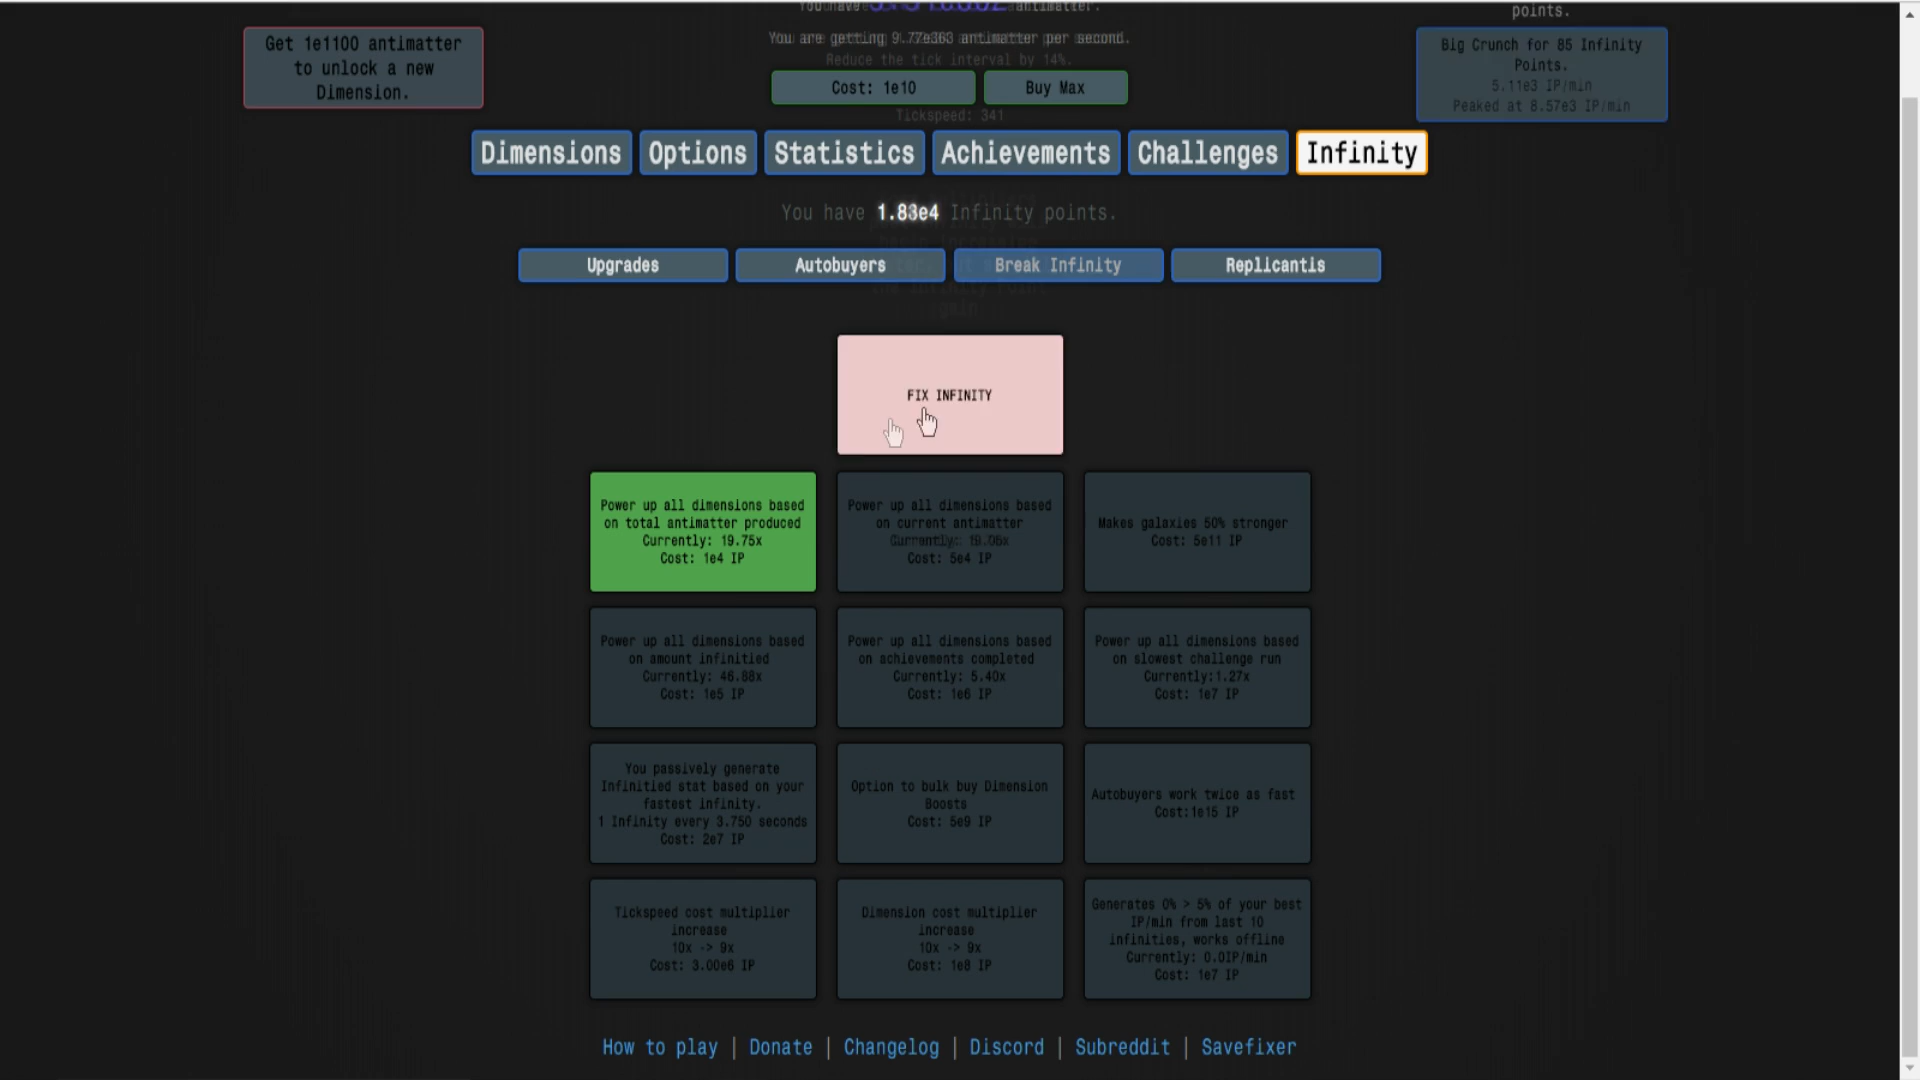 You have antimatter.
points.
Get 1e1100 antimatter
to unlock a new
Dimension.
You are getting 9.77e363 antimatter per second.
Reduce the tick interval by 14%.
Cost: 1e10
Buy Max
Tickspeed: 341
Big Crunch for 85 Infinity
Points.
5.11e3 IP/min
Peaked at 8.57e3 IP/min
Dimensions
Options
Statistics
Achievements
Challenges
Infinity
You have 1.83e4 Infinity points.
Upgrades
Autobuyers
Break Infinity
Replicantis
gain
FIX INFINITY
Power up all dimensions based
on total antimatter produced
Currently: 19.75x
Cost: 1e4 IP
Power up all dimensions based
on current antimatter
Currently:
Cost: 5e4 IP
Makes galaxies 50% stronger
Cost: 5e11 IP
Power up all dimensions based
on amount infinitied
Currently: 46.88x
Cost: 1e5 IP
Power up all dimensions based
on achievements completed
Currently: 5.40x
Cost: 1e6 IP
Power up all dimensions based
on slowest challenge run
Currently:1.27x
Cost: 1e7 IP
You passively generate
Infinitied stat based on your
fastest infinity.
1 Infinity every 3.750 seconds
Cost: 2e7 IP
Option to bulk buy Dimension
Boosts
Cost: 5e9 IP
Autobuyers work twice as fast
Cost:1e15 IP
Tickspeed cost multiplier
increase
10x -> 9x
Cost: 3.00e6 IP
Dimension cost multiplier
increase
10x -> 9x
Cost: 1e8 IP
Generates 0% > 5% of your best
IP/min from last 10
infinities, works offline
Currently: 0.0IP/min
Cost: 1e7 IP
How to play | Donate | Changelog | Discord | Subreddit | Savefixer